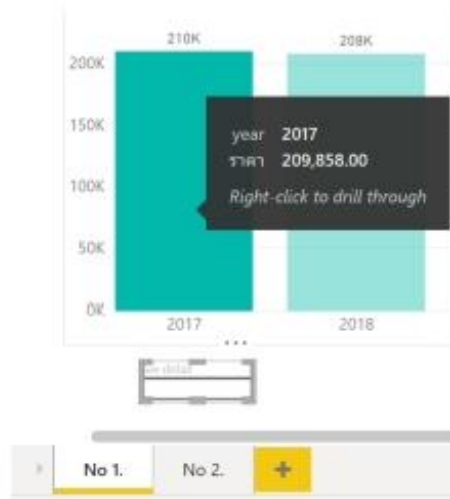 210K 208K
200K
150K
100K
50K
0K
year 2017
ราคา 209,858.00
Right-click to drill through
2017 2018
...
detail
No 1. No 2. +